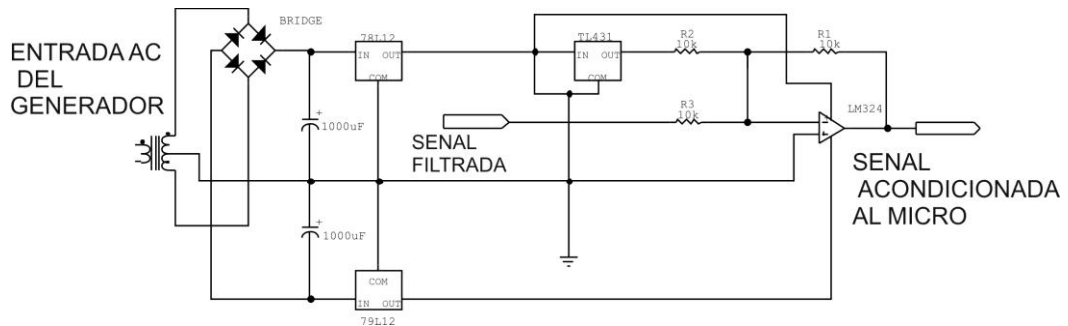 ENTRADA AC
DEL
GENERADOR
BRIDGE
78L12
IN OUT
COM
1000uF
1000uF
COM
IN OUT
79L12
TL431
IN OUT
COM
R2
10k
R1
10k
R3
10k
SENAL
FILTRADA
LM324
SENAL
ACONDICIONADA
AL MICRO